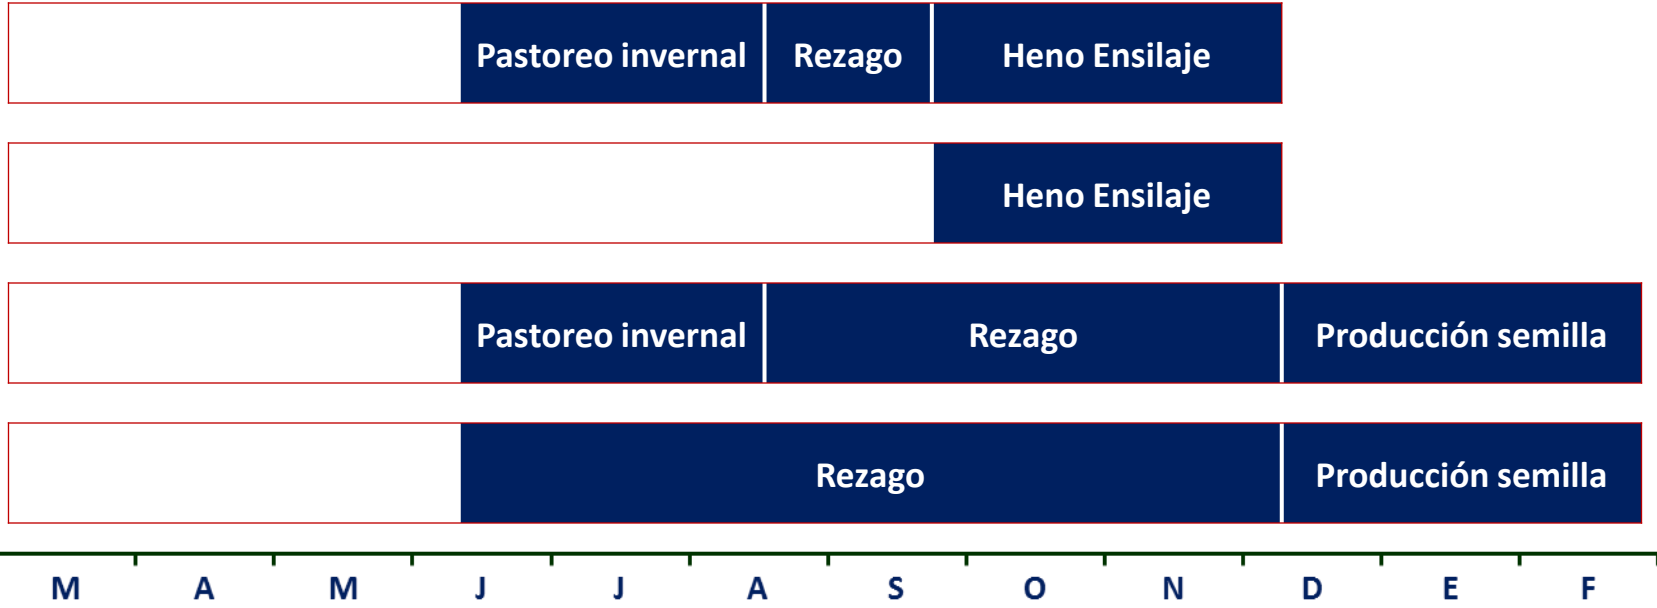 Pastoreo invernal Rezago Heno Ensilaje
Heno Ensilaje
Pastoreo invernal Rezago Producción semilla
Rezago Producción semilla
M A M J J A S O N D E F